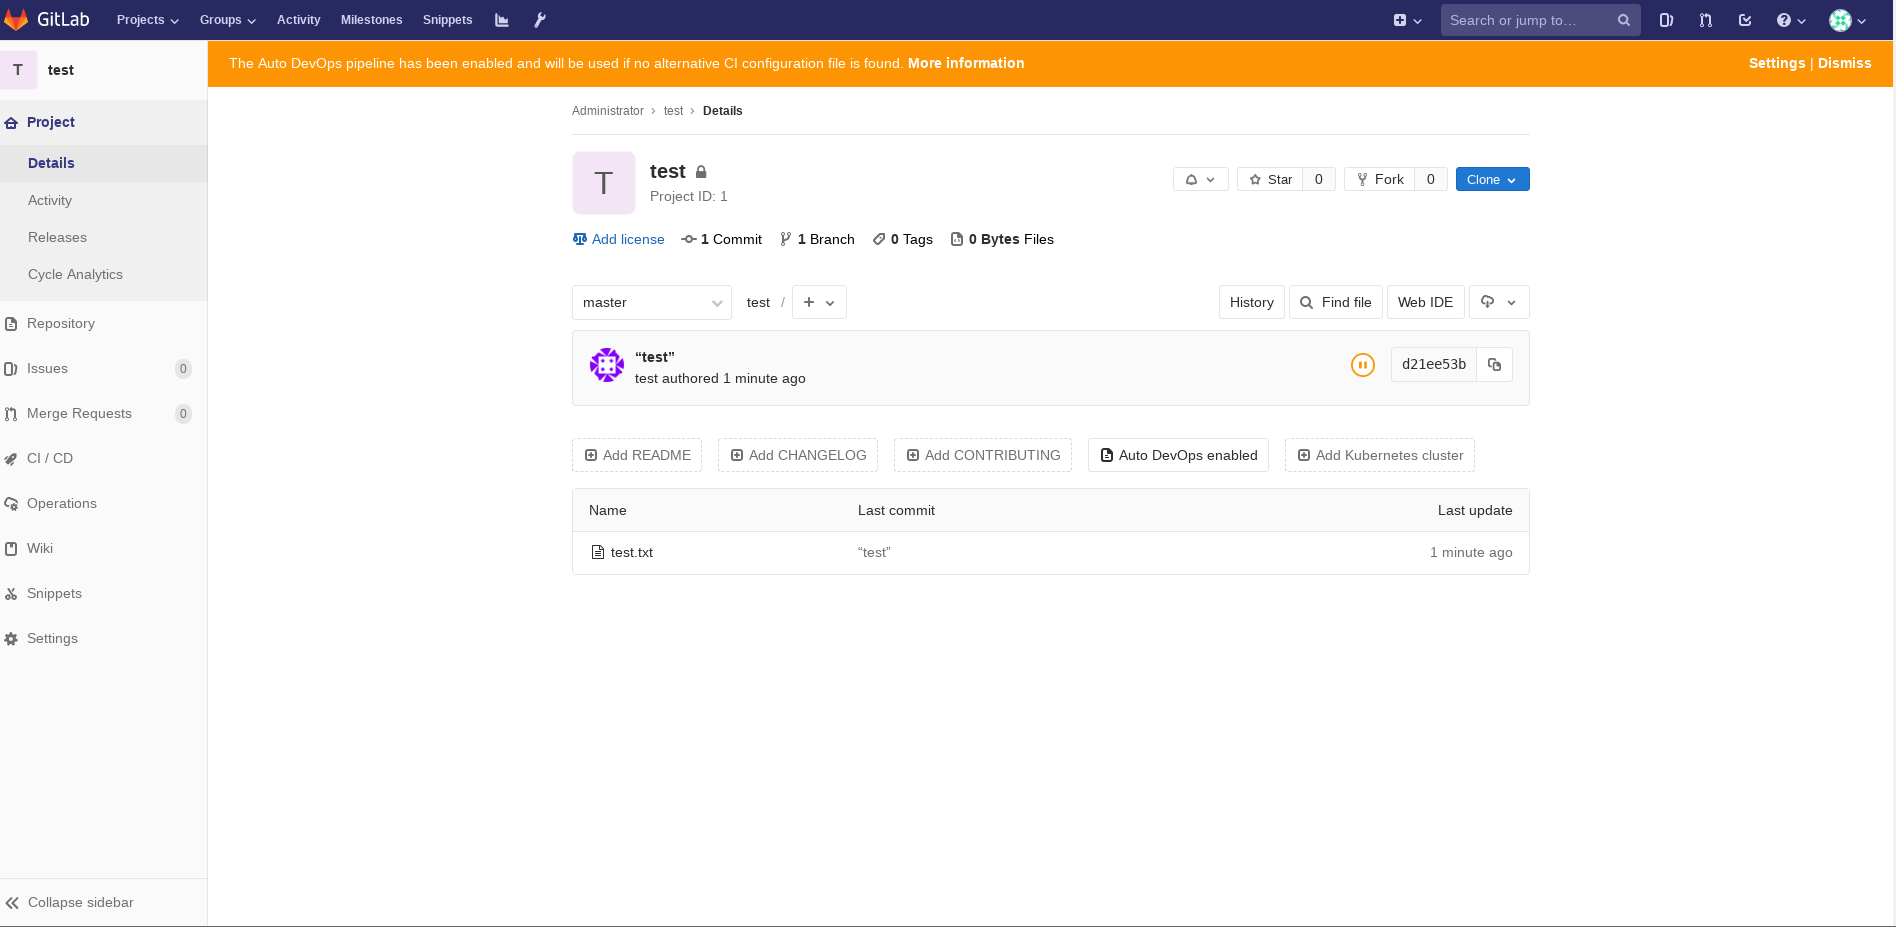 GitLab Projects Groups Activity Milestones Snippets Search or jump to…
T test
The Auto DevOps pipeline has been enabled and will be used if no alternative CI configuration file is found. More information Settings | Dismiss
Administrator > test > Details
Project
Details
Activity
Releases
Cycle Analytics
Repository
Issues 0
Merge Requests 0
CI / CD
Operations
Wiki
Snippets
Settings
Collapse sidebar
T test
Project ID: 1
Star 0 Fork 0 Clone
Add license 1 Commit 1 Branch 0 Tags 0 Bytes Files
master test / + History Find file Web IDE
“test”
test authored 1 minute ago
d21ee53b
Add README Add CHANGELOG Add CONTRIBUTING Auto DevOps enabled Add Kubernetes cluster
Name Last commit Last update
test.txt “test” 1 minute ago